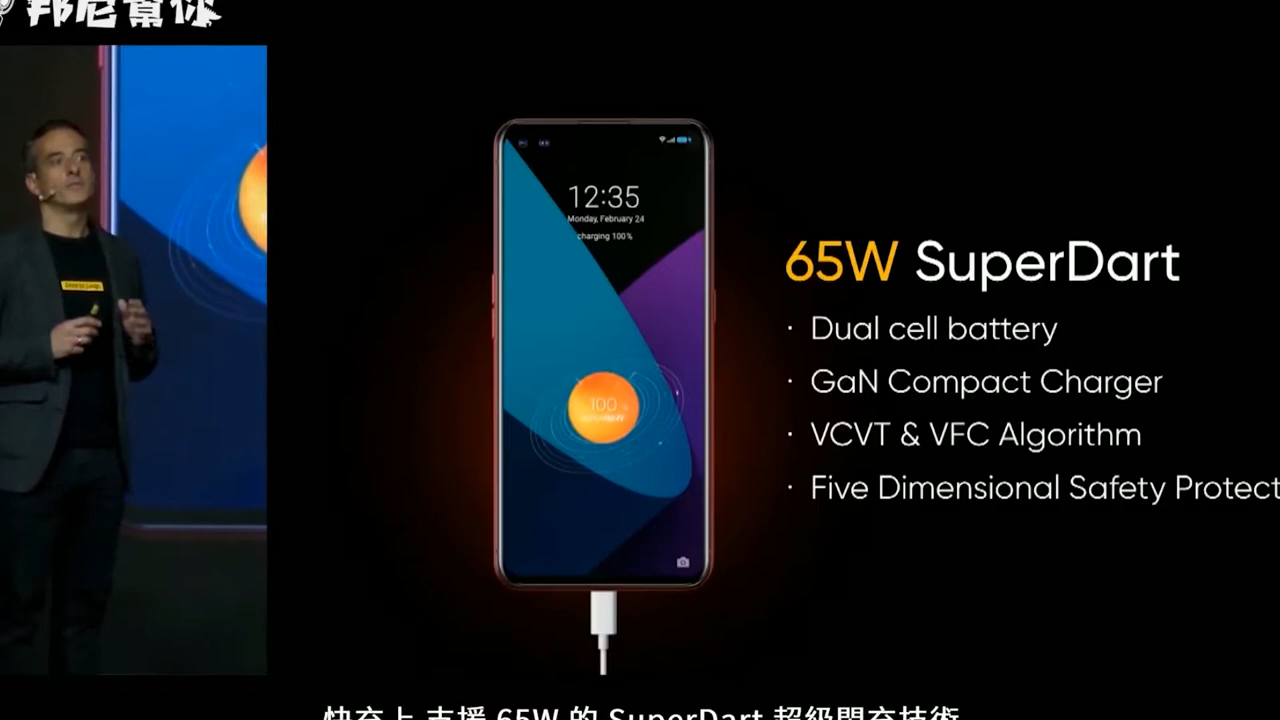 邦尼幫你
12:35
Monday, February 24
charging 100%
100
65W SuperDart
· Dual cell battery
· GaN Compact Charger
· VCVT & VFC Algorithm
· Five Dimensional Safety Protect
快充上 支援 65W 的 SuperDart 超級閃充技術